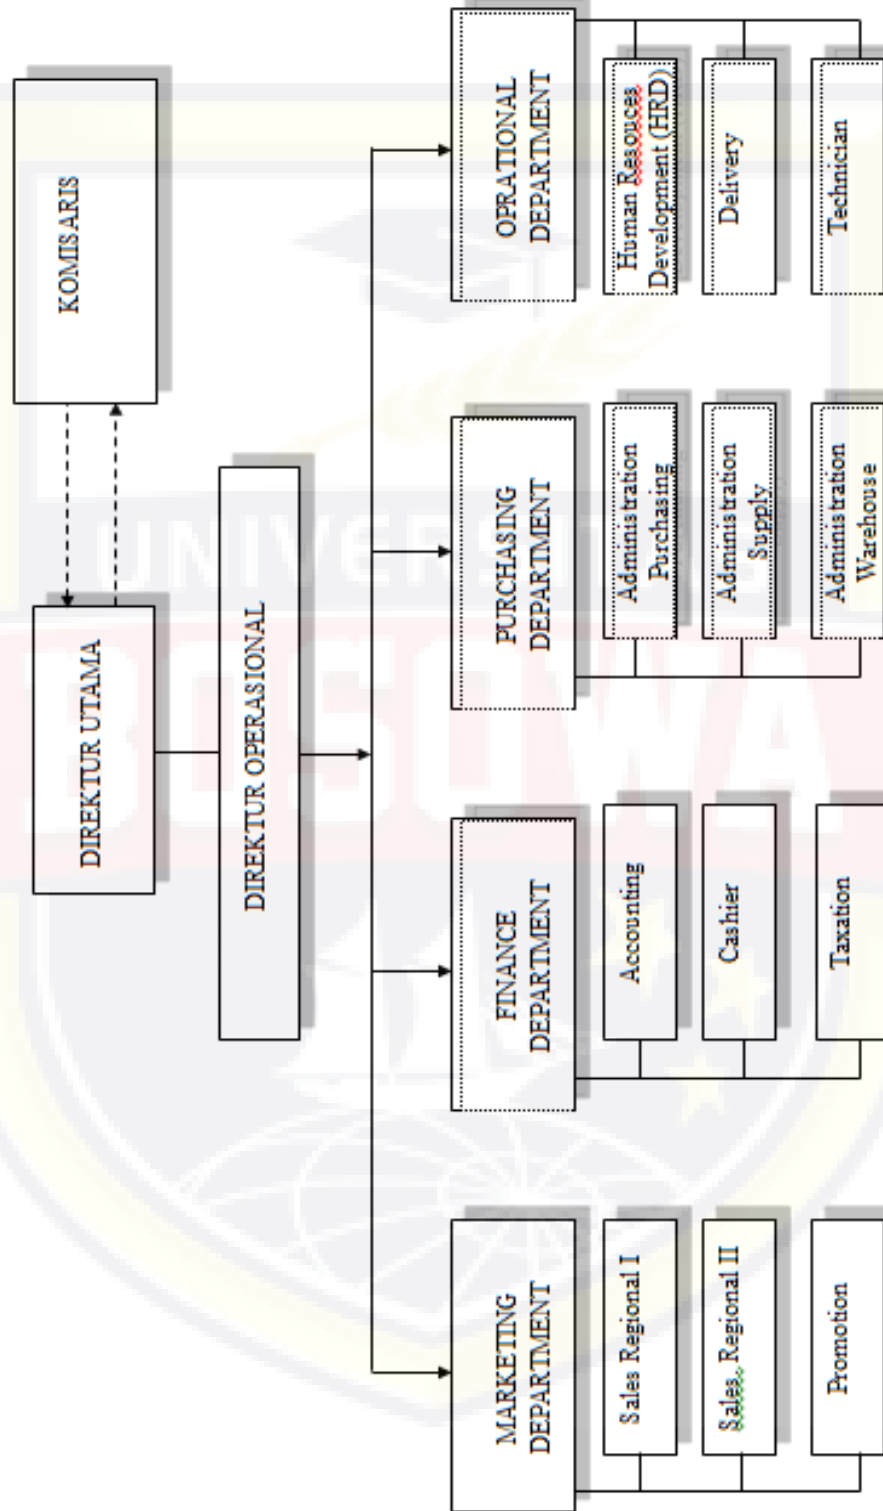 KOMISARIS
DIREKTUR UTAMA
DIREKTUR OPERASIONAL
MARKETING
DEPARTMENT
Sales Regional I
Sales. Regional II
Promotion
FINANCE
DEPARTMENT
Accounting
Cashier
Taxation
PURCHASING
DEPARTMENT
Administration
Purchasing
Administration
Supply
Administration
Warehouse
OPRATIONAL
DEPARTMENT
Human Resouces
Development (HRD)
Delivery
Technician
UNIVERSITAS
BOSOWA